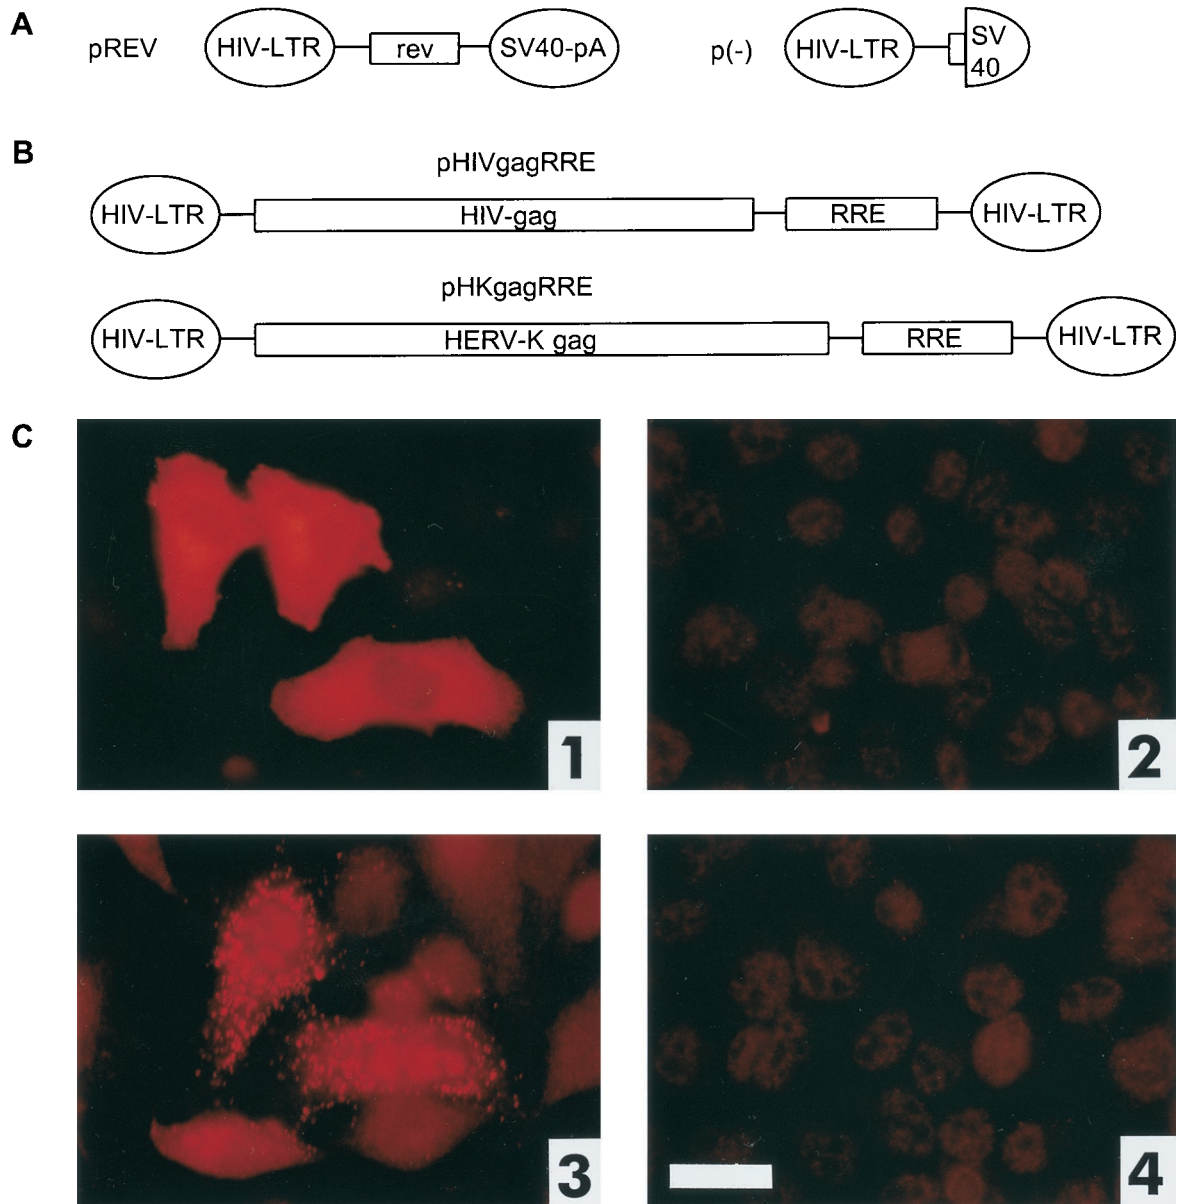 A
pREV
HIV-LTR
rev
SV40-pA
p(-)
HIV-LTR
SV
40
B
pHIVgagRRE
HIV-LTR
HIV-gag
RRE
HIV-LTR
pHKgagRRE
HIV-LTR
HERV-K gag
RRE
HIV-LTR
C
1
2
3
4